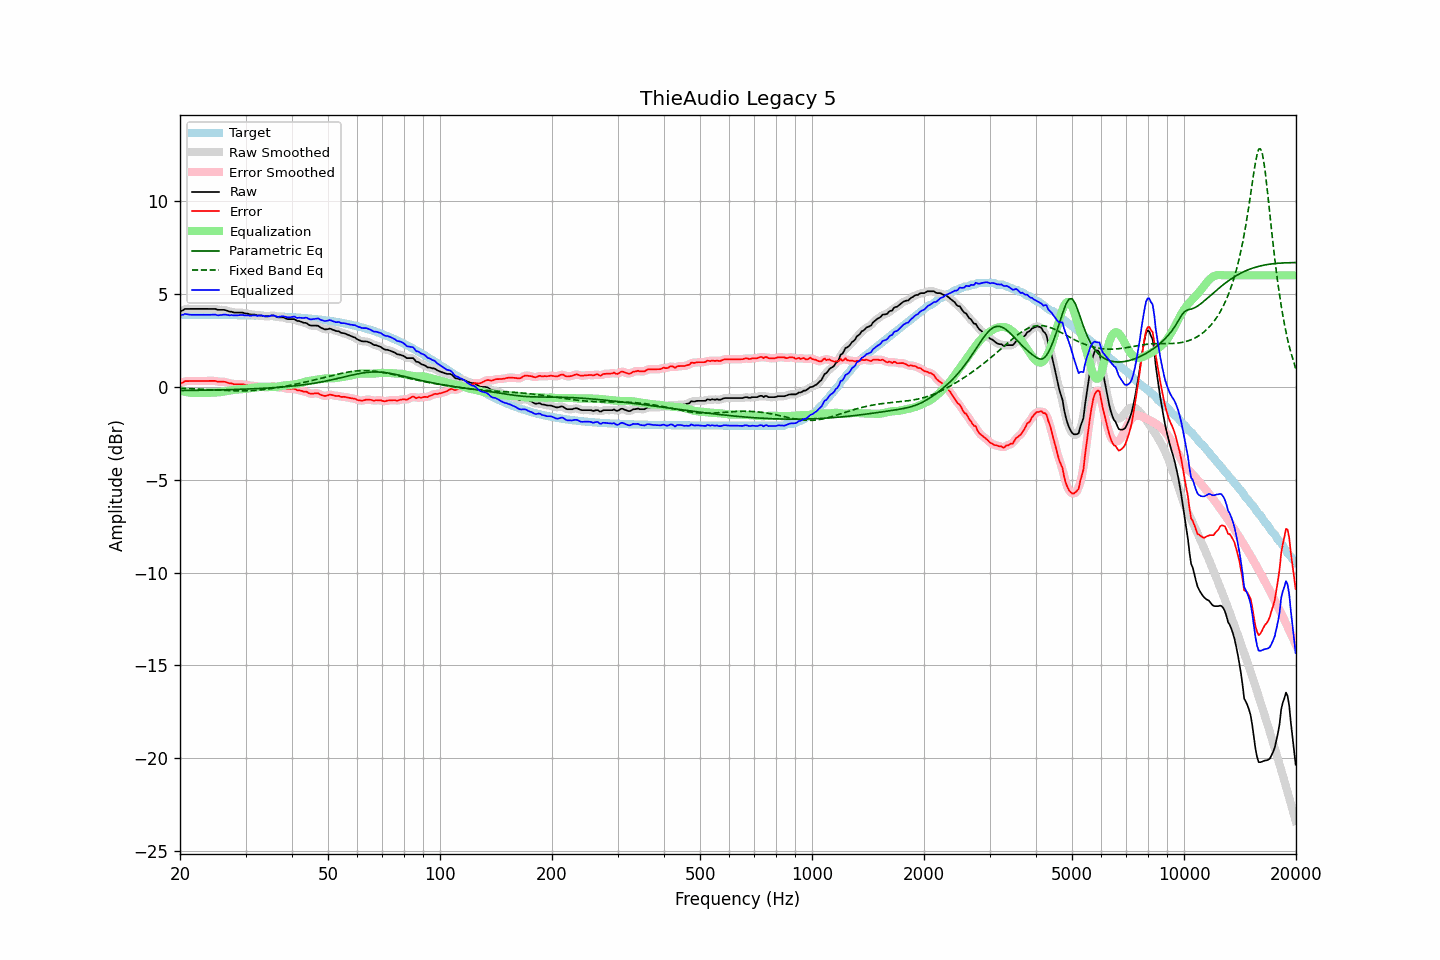 ThieAudio Legacy 5
Target
Raw Smoothed
Error Smoothed
Raw
Error
Equalization
Parametric Eq
Fixed Band Eq
Equalized
10
5
0
−5
−10
−15
−20
−25
Amplitude (dBr)
20 50 100 200 500 1000 2000 5000 10000 20000
Frequency (Hz)